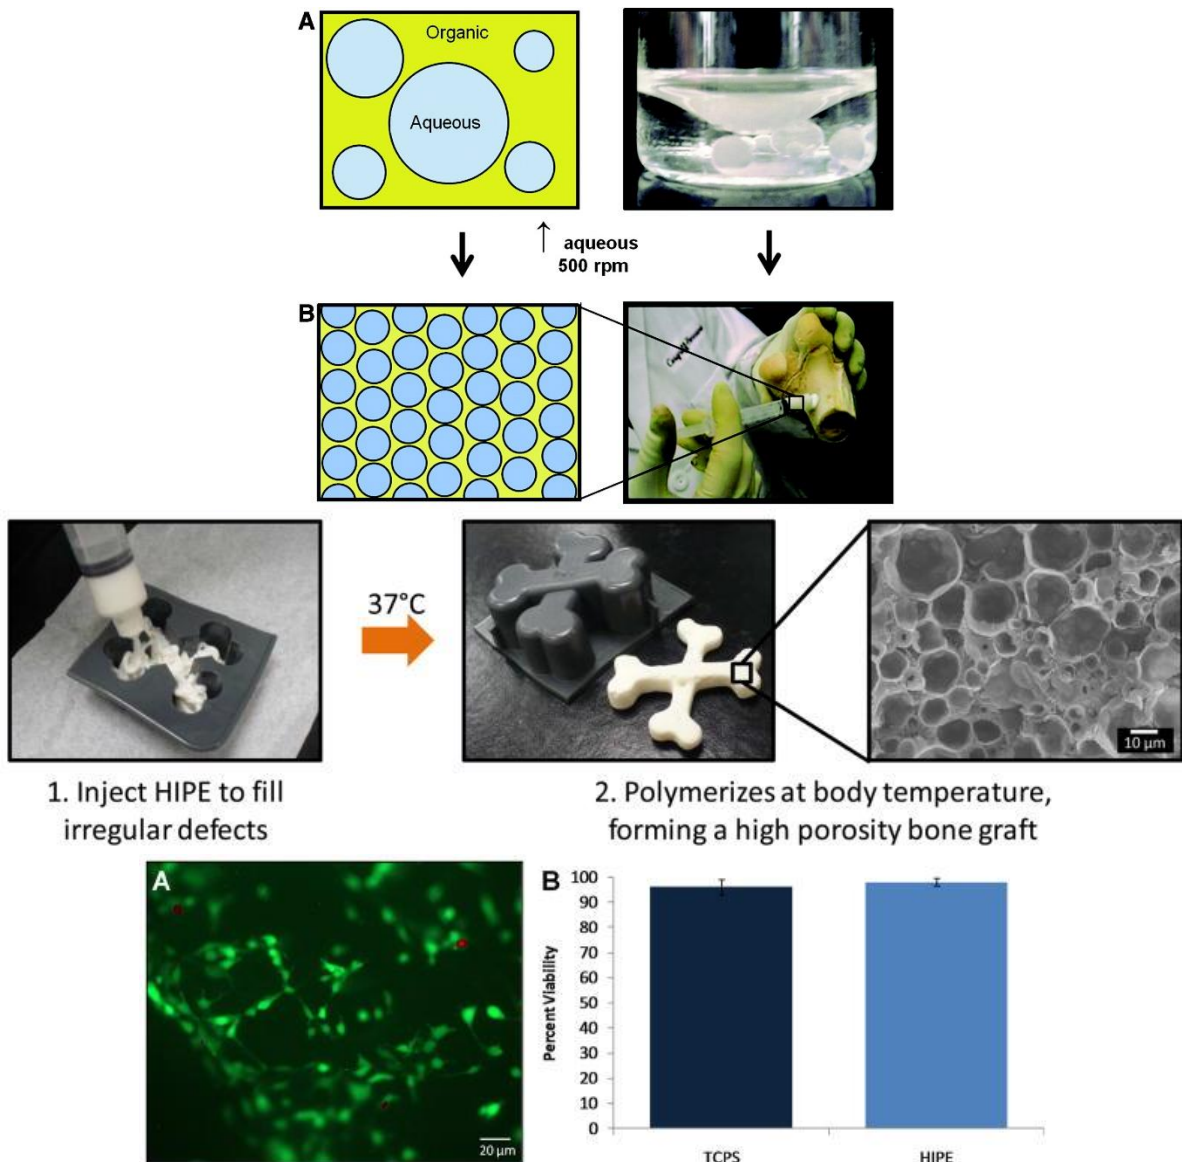 A
Organic
Aqueous
↑ aqueous
500 rpm
B
37°C
10 µm
1. Inject HIPE to fill
irregular defects
2. Polymerizes at body temperature,
forming a high porosity bone graft
A
20 µm
B
Percent Viability
100
90
80
70
60
50
40
30
20
10
0
TCPS
HIPE